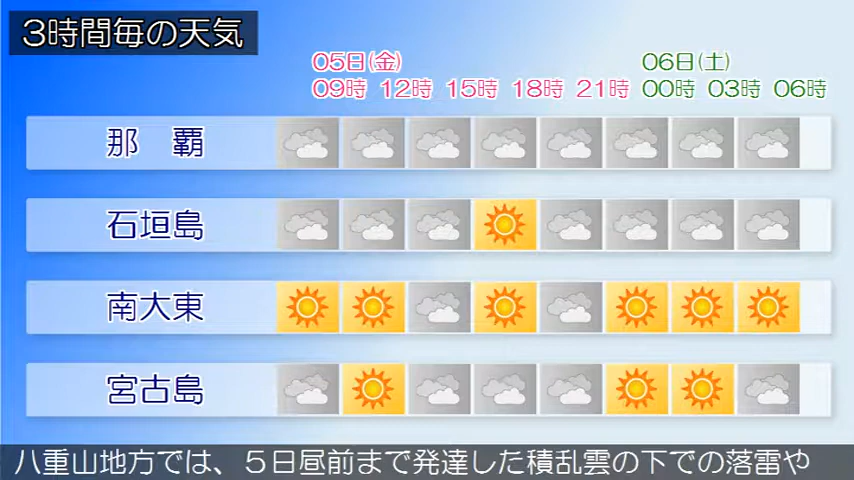 3時間毎の天気
05日(金) 06日(土)
09時 12時 15時 18時 21時 00時 03時 06時
那　覇
石垣島
南大東
宮古島
八重山地方では、５日昼前まで発達した積乱雲の下での落雷や